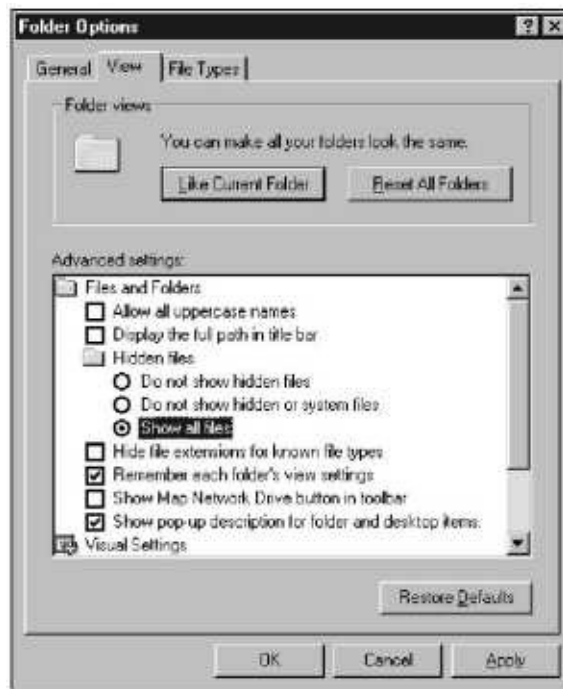 Folder Options
General View File Types
Folder views
You can make all your folders look the same.
Like Current Folder Reset All Folders
Advanced settings:
Files and Folders
Allow all uppercase names
Display the full path in title bar
Hidden files
Do not show hidden files
Do not show hidden or system files
Show all files
Hide file extensions for known file types
Remember each folder's view settings
Show Map Network Drive button in toolbar
Show pop-up description for folder and desktop items.
Visual Settings
Restore Defaults
OK Cancel Apply